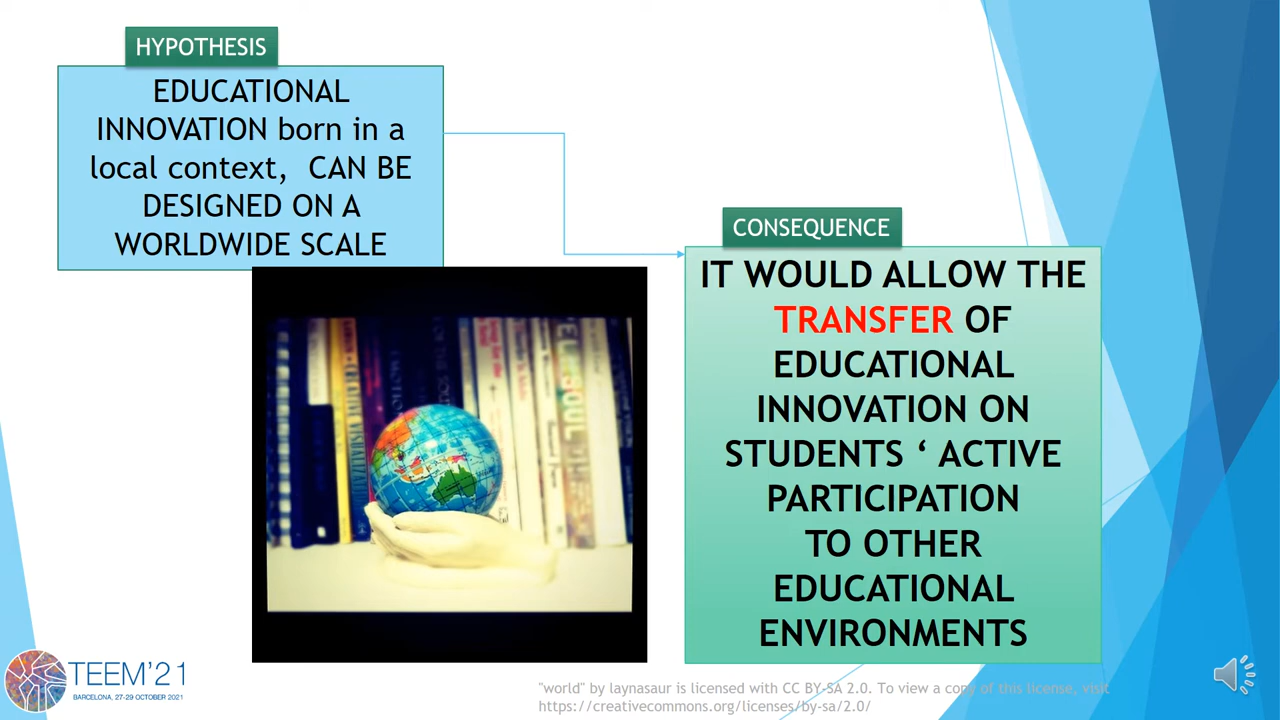 HYPOTHESIS
EDUCATIONAL
INNOVATION born in a
local context, CAN BE
DESIGNED ON A
WORLDWIDE SCALE
CONSEQUENCE
IT WOULD ALLOW THE
TRANSFER OF
EDUCATIONAL
INNOVATION ON
STUDENTS ‘ ACTIVE
PARTICIPATION
TO OTHER
EDUCATIONAL
ENVIRONMENTS
CREATIVE VISUALIZATION
TEEM’21
BARCELONA, 27-29 OCTOBER 2021
"world" by laynasaur is licensed with CC BY-SA 2.0. To view a copy of this license, visit
https://creativecommons.org/licenses/by-sa/2.0/